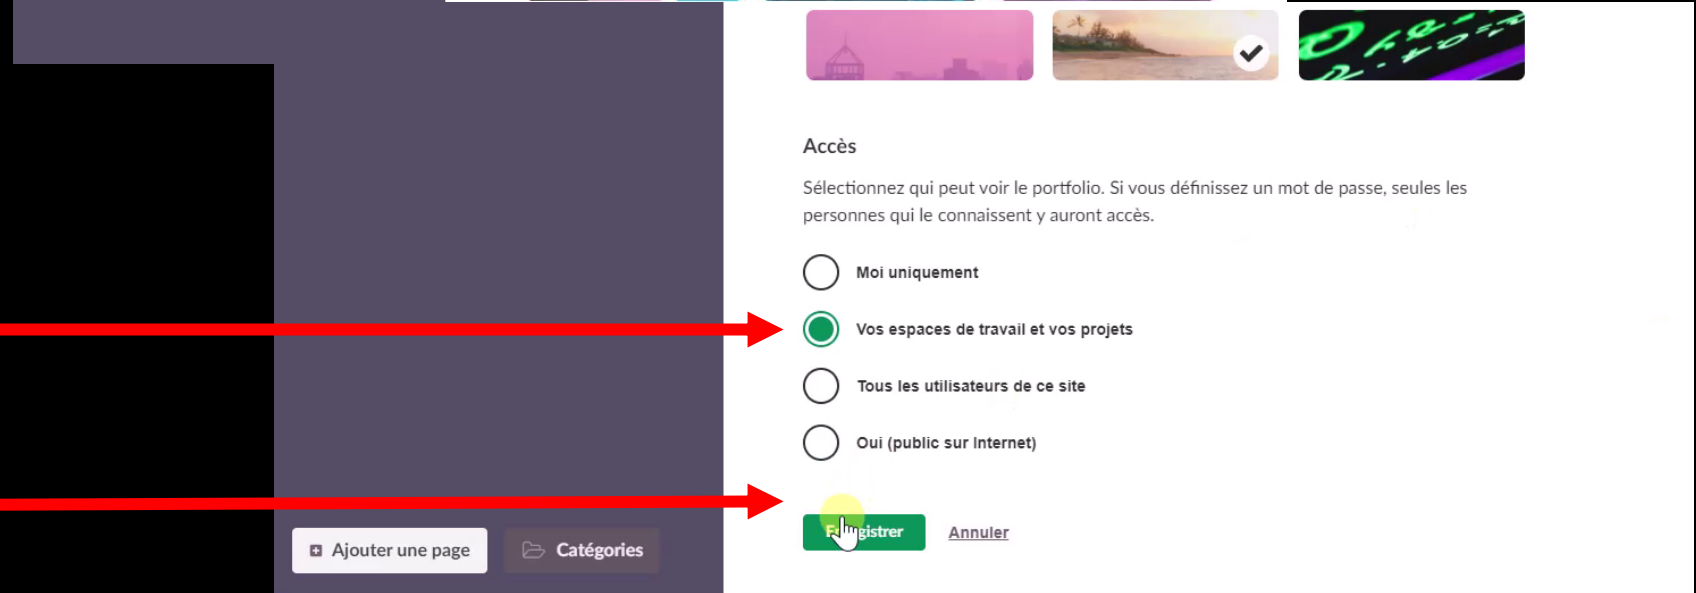 Accès
Sélectionnez qui peut voir le portfolio. Si vous définissez un mot de passe, seules les
personnes qui le connaissent y auront accès.
Moi uniquement
Vos espaces de travail et vos projets
Tous les utilisateurs de ce site
Oui (public sur Internet)
Enregistrer Annuler
Ajouter une page Catégories